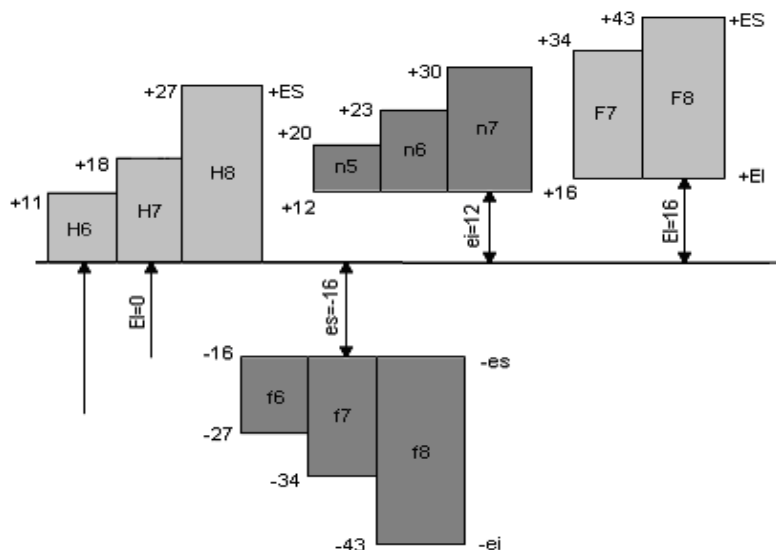 +43
+ES
+34
+30
+27
+ES
+23
+20
F7
F8
n7
n6
n5
+18
H8
+11
H7
H6
+12
+16
+EI
ei=12
EI=16
EI=0
es=-16
-16
-es
f6
f7
f8
-27
-34
-43
-ei